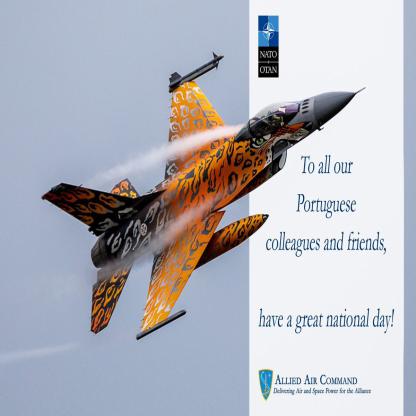 NATO
OTAN
To all our
Portuguese
colleagues and friends,
have a great national day!
ALLIED AIR COMMAND
Delivering Air and Space Power for the Alliance